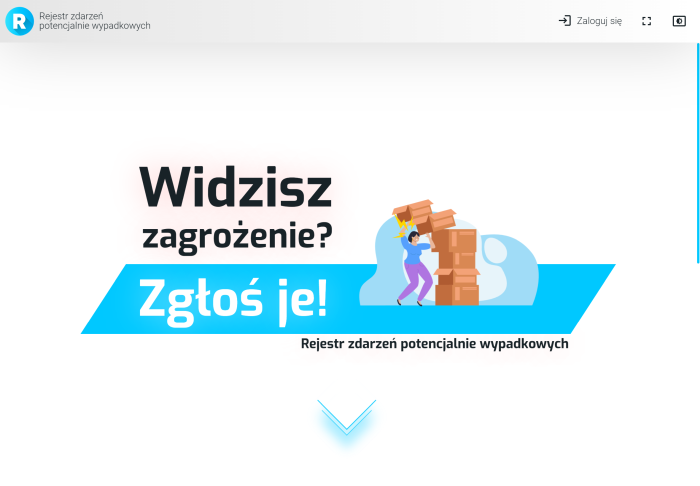 R
Rejestr zdarzeń
potencjalnie wypadkowych
Zaloguj się
Widzisz
zagrożenie?
Zgłoś je!
Rejestr zdarzeń potencjalnie wypadkowych